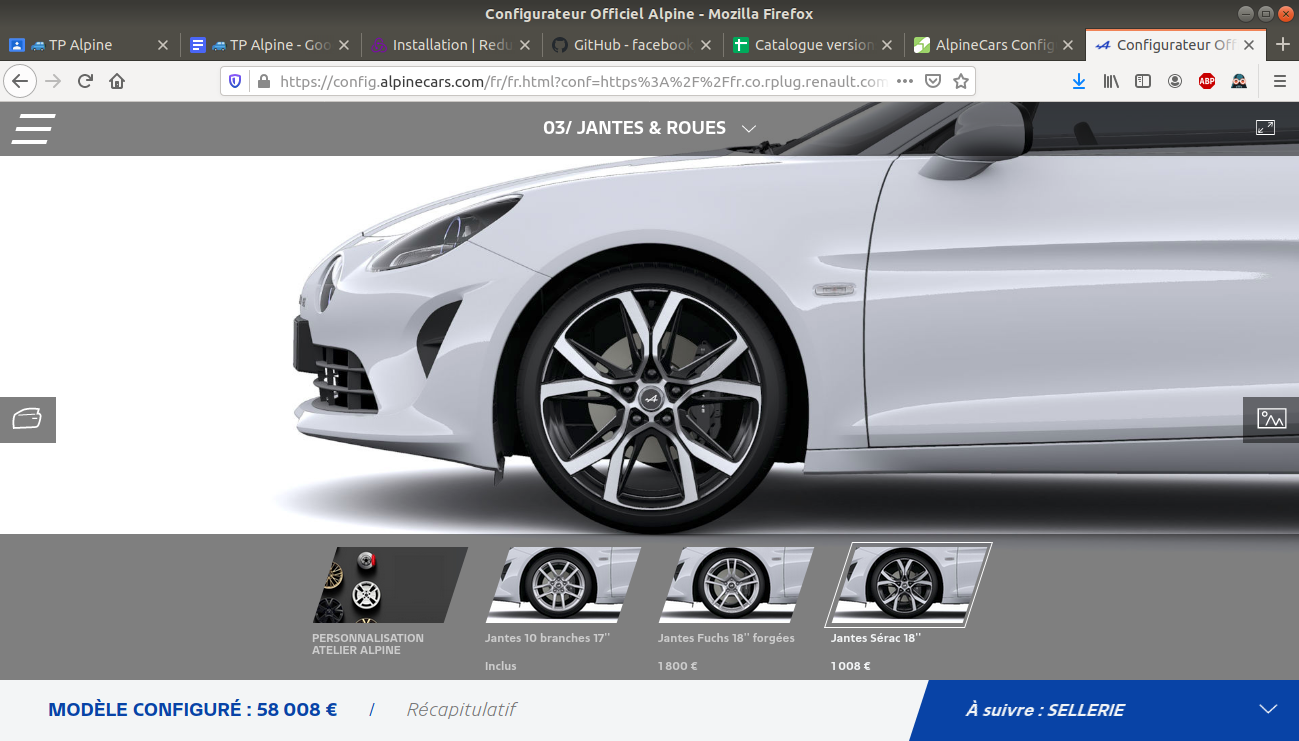 Configurateur Officiel Alpine - Mozilla Firefox
TP Alpine
TP Alpine - Goo
Installation | Redu
GitHub - facebook
Catalogue version
AlpineCars Config
Configurateur Off
https://config.alpinecars.com/fr/fr.html?conf=https%3A%2F%2Ffr.co.rplug.renault.com
ABP
03/ JANTES & ROUES
PERSONNALISATION
ATELIER ALPINE
Jantes 10 branches 17''
Inclus
Jantes Fuchs 18'' forgées
1 800 €
Jantes Sérac 18''
1 008 €
MODÈLE CONFIGURÉ : 58 008 € / Récapitulatif
À suivre : SELLERIE